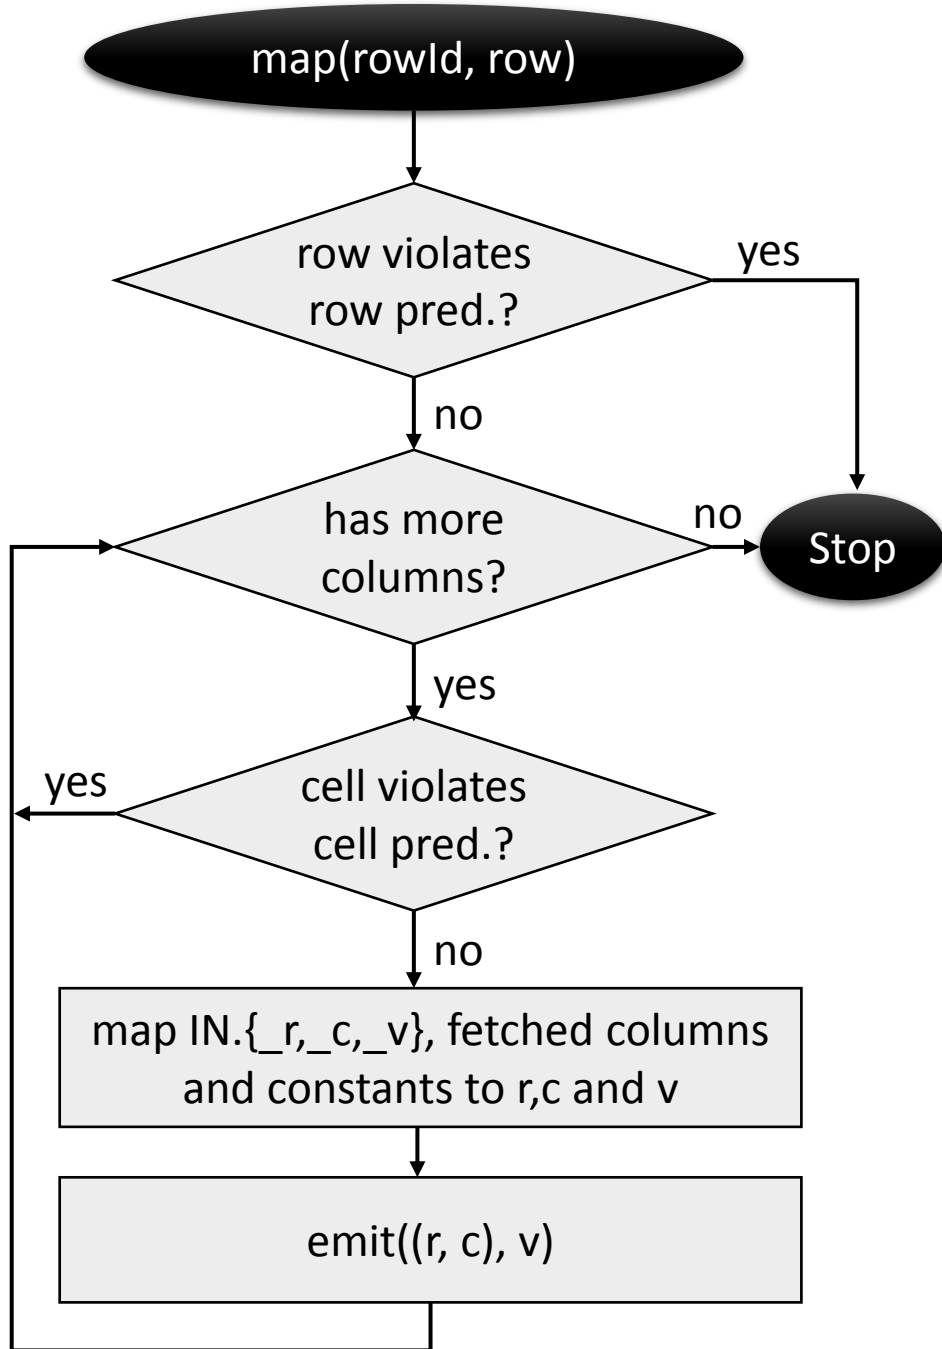 map(rowId, row)
row violates
row pred.?
yes
no
has more
columns?
no
Stop
yes
cell violates
cell pred.?
yes
no
map IN.{_r,_c,_v}, fetched columns
and constants to r,c and v
emit((r, c), v)